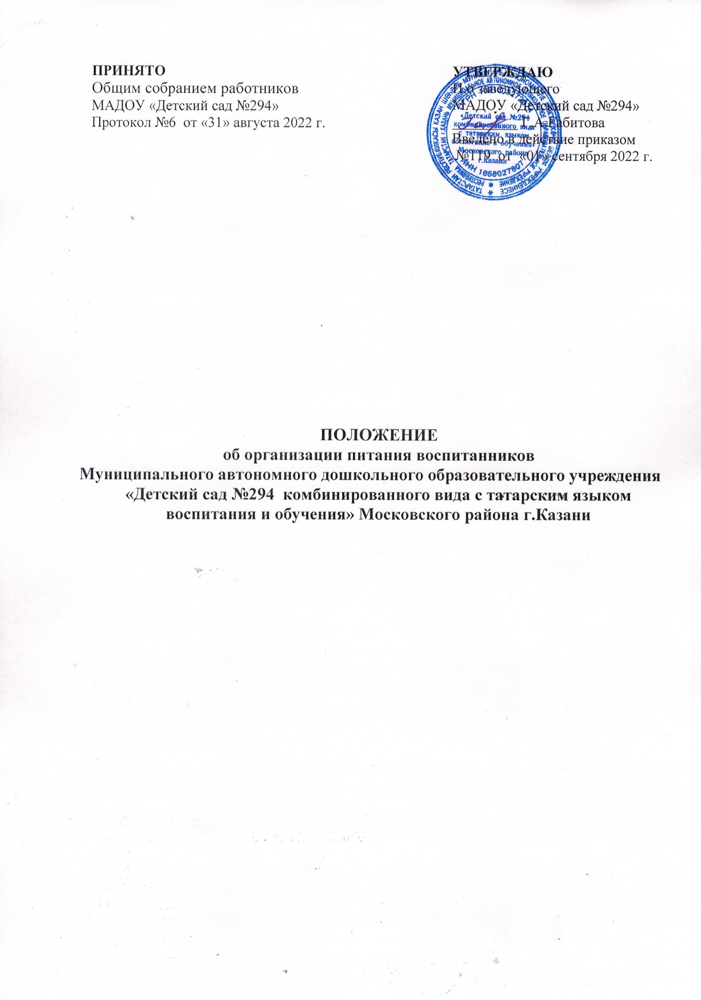 ПРИНЯТО
Общим собранием работников
МАДОУ «Детский сад №294»
Протокол №6 от «31» августа 2022 г.
УТВЕРЖДАЮ
И.о заведующего
МАДОУ «Детский сад №294»
Г.А.Габитова
Введено в действие приказом
№119 от «01» сентября 2022 г.
«Детский сад №294
комбинированного вида
с татарским языком
воспитания и обучения»
Московского района
г.Казани
ИНН 1658027807
ПОЛОЖЕНИЕ
об организации питания воспитанников
Муниципального автономного дошкольного образовательного учреждения
«Детский сад №294 комбинированного вида с татарским языком
воспитания и обучения» Московского района г.Казани